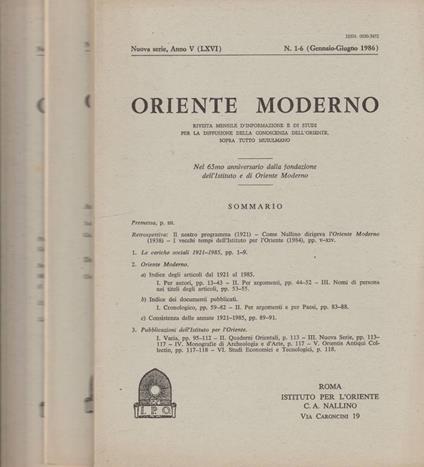 ISSN: 0030-5472
Nuova serie, Anno V (LXVI) N. 1-6 (Gennaio-Giugno 1986)
ORIENTE MODERNO
RIVISTA MENSILE D'INFORMAZIONE E DI STUDI
PER LA DIFFUSIONE DELLA CONOSCENZA DELL'ORIENTE,
SOPRA TUTTO MUSULMANO
Nel 65mo anniversario dalla fondazione
dell'Istituto e di Oriente Moderno
SOMMARIO
Premessa, p. III.
Retrospettiva: Il nostro programma (1921) - Come Nallino dirigeva l'Oriente Moderno
(1938) - I vecchi tempi dell'Istituto per l'Oriente (1984), pp. V-XIV.
1. Le cariche sociali 1921-1985, pp. 1-9.
2. Oriente Moderno.
a) Indice degli articoli dal 1921 al 1985.
I. Per autori, pp. 13-43 - II. Per argomenti, pp. 44-52 - III. Nomi di persona
nei titoli degli articoli, pp. 53-55.
b) Indice dei documenti pubblicati.
I. Cronologico, pp. 59-82 - II. Per argomenti e per Paesi, pp. 83-88.
c) Consistenza delle annate 1921-1985, pp. 89-91.
3. Pubblicazioni dell'Istituto per l'Oriente.
I. Varia, pp. 95-112 - II. Quaderni Orientali, p. 113 - III. Nuova Serie, pp. 113-
117 - IV. Monografie di Archeologia e d'Arte, p. 117 - V. Orientis Antiqui Col-
lectio, pp. 117-118 - VI. Studi Economici e Tecnologici, p. 118.
I.P.O.
ROMA
ISTITUTO PER L'ORIENTE
C. A. NALLINO
VIA CARONCINI 19